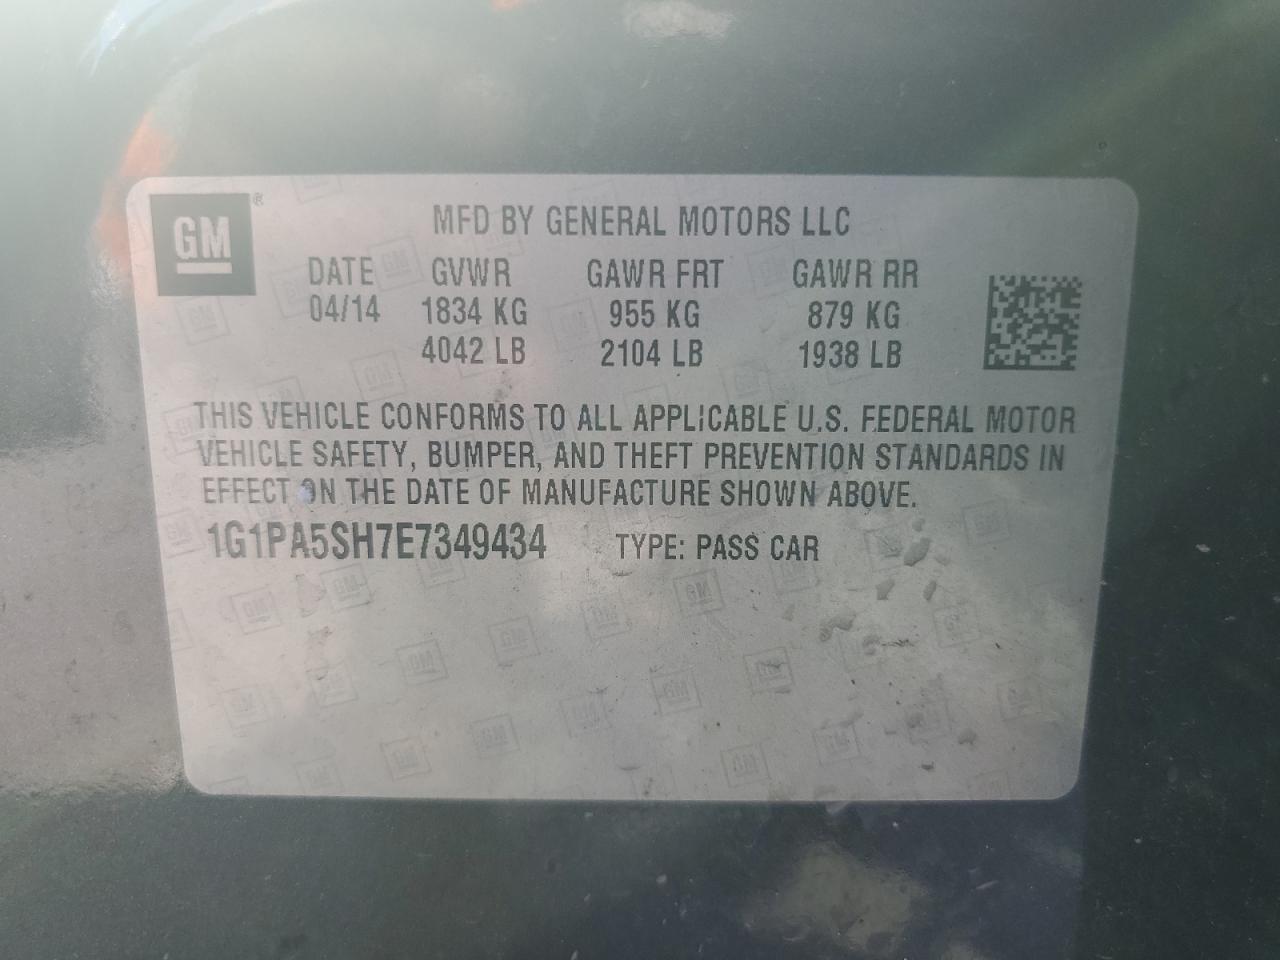 GM ®
MFD BY GENERAL MOTORS LLC
DATE GVWR GAWR FRT GAWR RR
04/14 1834 KG 955 KG 879 KG
4042 LB 2104 LB 1938 LB
THIS VEHICLE CONFORMS TO ALL APPLICABLE U.S. FEDERAL MOTOR
VEHICLE SAFETY, BUMPER, AND THEFT PREVENTION STANDARDS IN
EFFECT ON THE DATE OF MANUFACTURE SHOWN ABOVE.
1G1PA5SH7E7349434 TYPE: PASS CAR